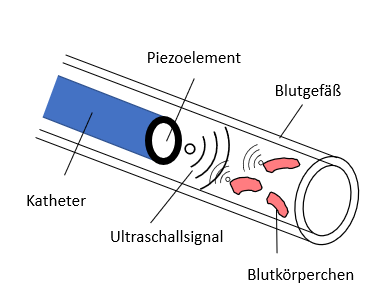 Piezoelement
Blutgefäß
Katheter
Ultraschallsignal
Blutkörperchen